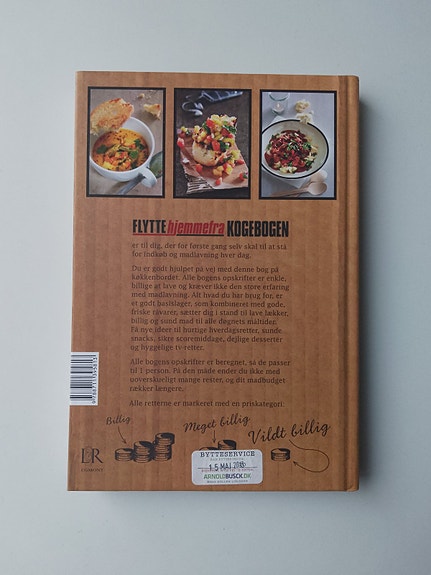 FLYTTE hjemmefra KOGEBOGEN
er til dig, der for første gang selv skal til at stå
for indkøb og madlavning hver dag.
Du er godt hjulpet på vej med denne bog på
køkkenbordet. Alle bogens opskrifter er enkle,
billige at lave og kræver ikke den store erfaring
med madlavning. Alt hvad du har brug for, er
et godt basislager, som kombineret med gode,
friske råvarer, sætter dig i stand til lave lækker,
billig og sund mad til alle døgnets måltider.
Få nye ideer til hurtige hverdagsretter, sunde
snacks, sikre scoremiddage, dejlige desserter
og hyggelige tv-retter.
Alle bogens opskrifter er beregnet, så de passer
til 1 person. På den måde ender du ikke med
uoverskueligt mange rester, og dit madbudget
rækker længere.
Alle retterne er markeret med en priskategori:
Billig
Meget billig
Vildt billig
LR
EGMONT
BYTTESERVICE
15 MAJ 2018
ARNOLDBUSCK.DK